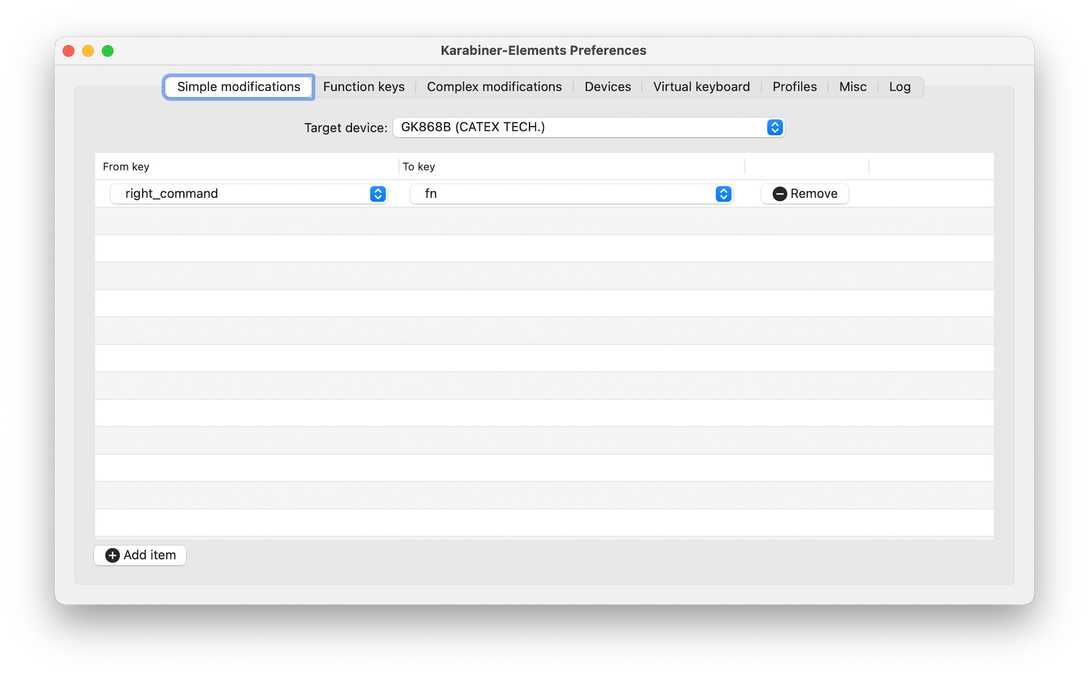 Karabiner-Elements Preferences
Simple modifications Function keys Complex modifications Devices Virtual keyboard Profiles Misc Log
Target device: GK868B (CATEX TECH.)
From key To key
right_command fn Remove
Add item